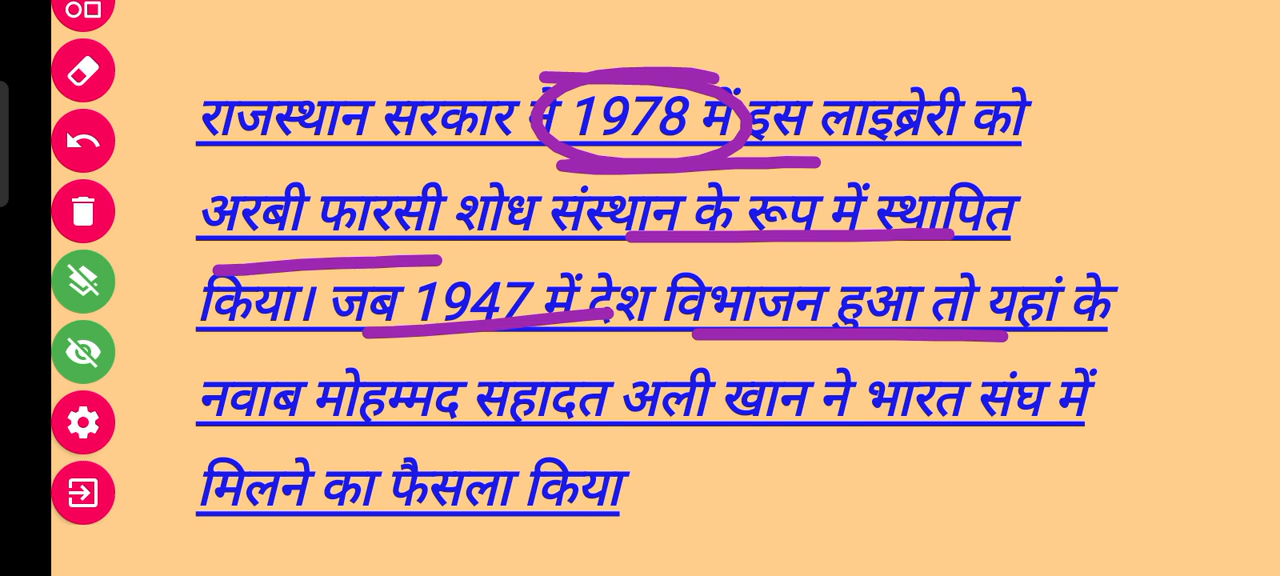 राजस्थान सरकार ने 1978 में इस लाइब्रेरी को
अरबी फारसी शोध संस्थान के रूप में स्थापित
किया। जब 1947 में देश विभाजन हुआ तो यहां के
नवाब मोहम्मद सहादत अली खान ने भारत संघ में
मिलने का फैसला किया